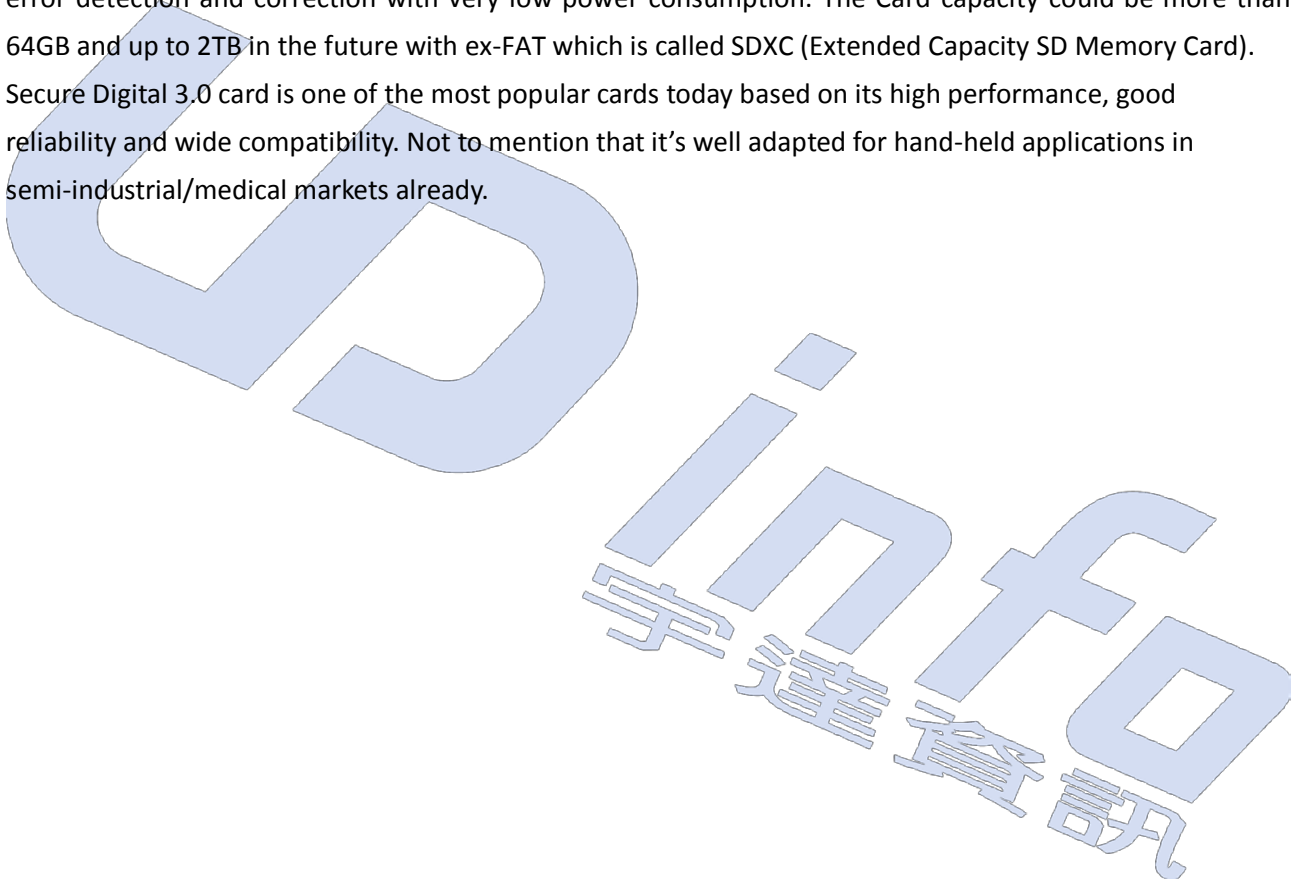 error detection and correction with very low power consumption. The Card capacity could be more than
64GB and up to 2TB in the future with ex-FAT which is called SDXC (Extended Capacity SD Memory Card).
Secure Digital 3.0 card is one of the most popular cards today based on its high performance, good
reliability and wide compatibility. Not to mention that it’s well adapted for hand-held applications in
semi-industrial/medical markets already.
info
宇達資訊